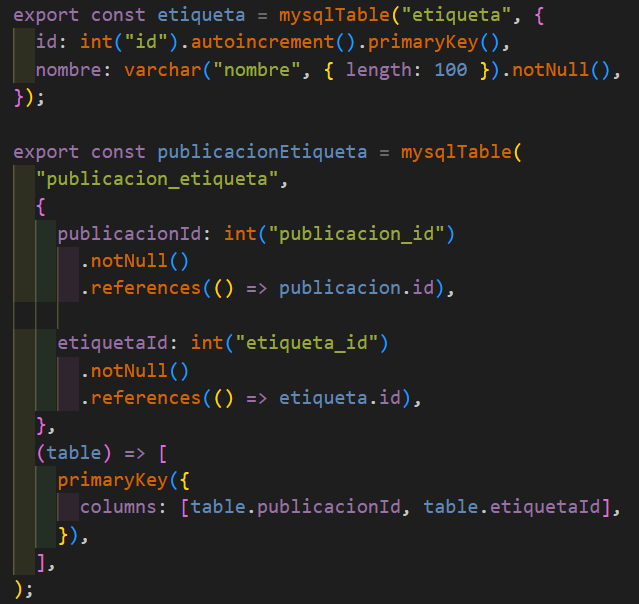 export const etiqueta = mysqlTable("etiqueta", {
  id: int("id").autoincrement().primaryKey(),
  nombre: varchar("nombre", { length: 100 }).notNull(),
});

export const publicacionEtiqueta = mysqlTable(
  "publicacion_etiqueta",
  {
    publicacionId: int("publicacion_id")
      .notNull()
      .references(() => publicacion.id),

    etiquetaId: int("etiqueta_id")
      .notNull()
      .references(() => etiqueta.id),
  },
  (table) => [
    primaryKey({
      columns: [table.publicacionId, table.etiquetaId],
    }),
  ],
);